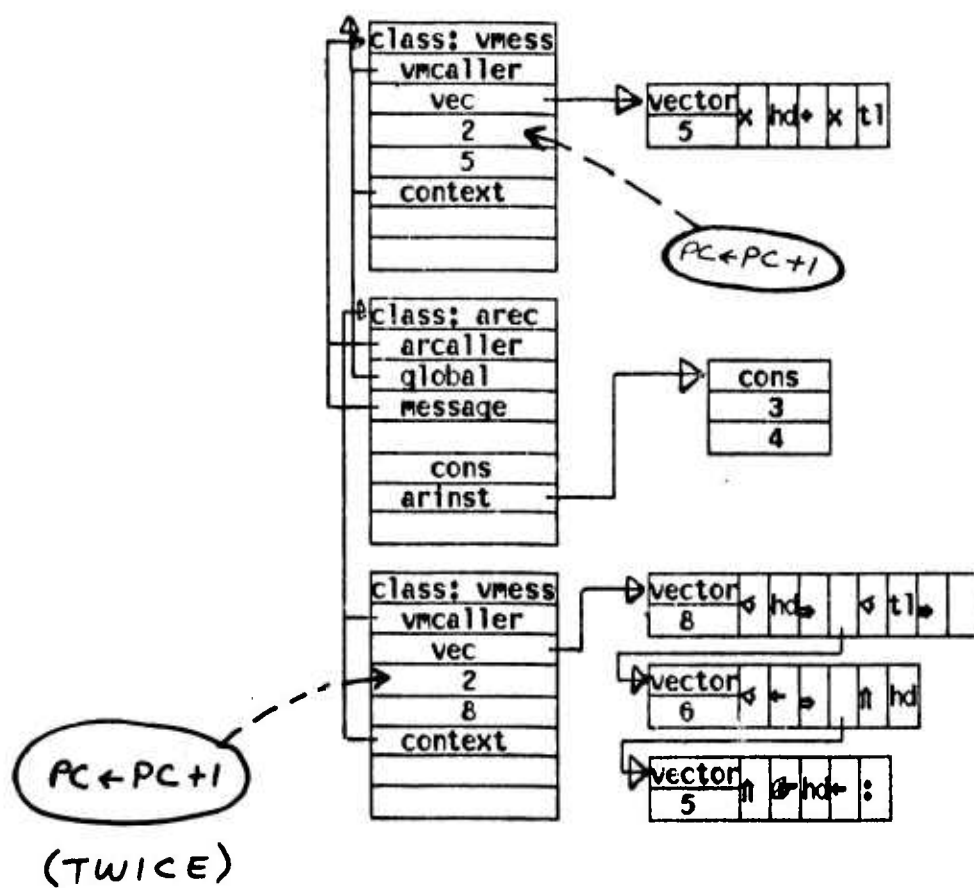 class: vmess
vmcaller
vec
2
5
context
vector x hd + x tl
5
PC ← PC +1
class: arec
arcaller
global
message
cons
arinst
cons
3
4
class: vmess
vmcaller
vec
2
8
context
vector ∢ hd ⇒ ∢ tl ⇒
8
vector ∢ ← ⇒ ⇑ hd
6
vector ⇑ ☞ hd ← :
5
PC ← PC +1
(TWICE)